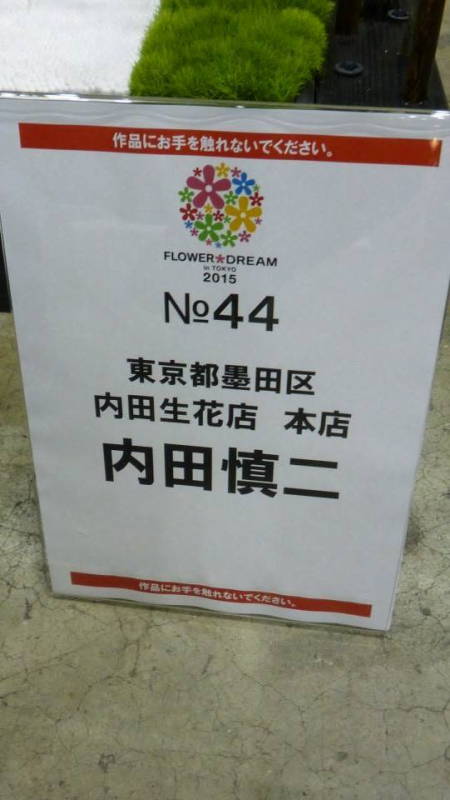 作品にお手を触れないでください。
FLOWER★DREAM
in TOKYO
2015
№44
東京都墨田区
内田生花店 本店
内田慎二
作品にお手を触れないでください。